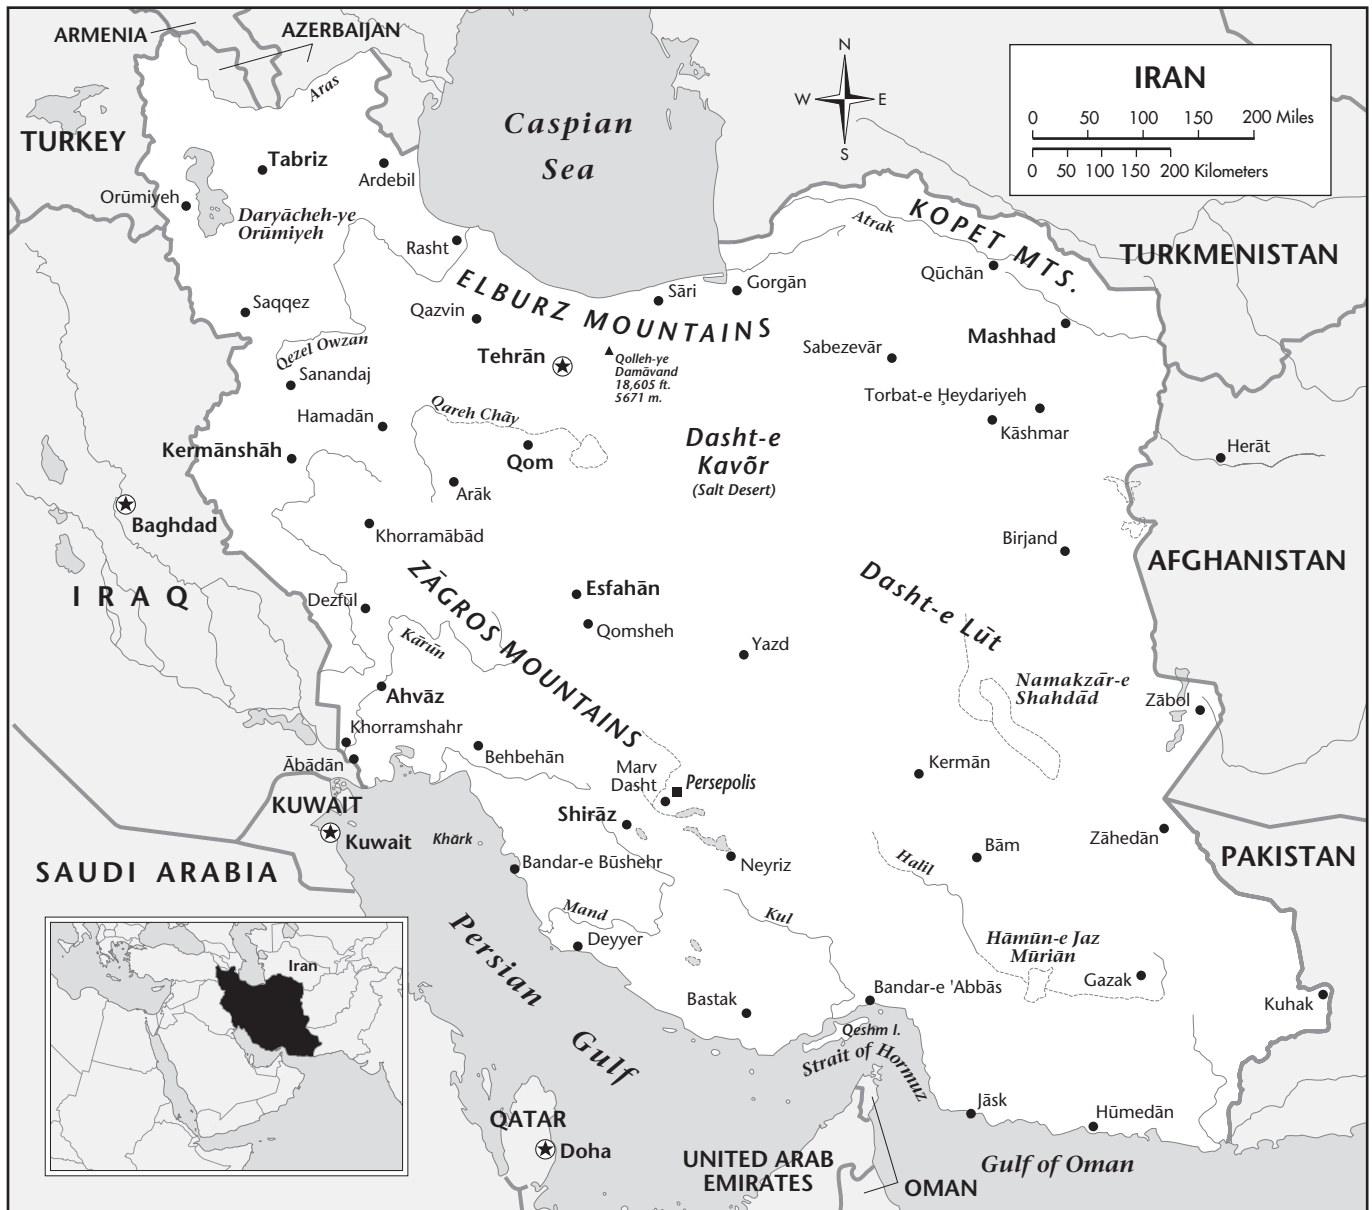 ARMENIA
AZERBAIJAN
Aras
TURKEY
Caspian
Sea
N
W
E
S
IRAN
0 50 100 150 200 Miles
0 50 100 150 200 Kilometers
Tabriz
Ardebil
Orūmiyeh
Daryācheh-ye
Orūmiyeh
Rasht
Atrak
KOPET MTS.
TURKMENISTAN
Qūchān
ELBURZ MOUNTAINS
Sāri
Gorgān
Saqqez
Qazvin
Mashhad
Qezel Owzan
Tehrān
Qolleh-ye
Damāvand
18,605 ft.
5671 m.
Sabezevār
Sanandaj
Torbat-e Ḩeydariyeh
Hamadān
Qareh Chāy
Kāshmar
Kermānshāh
Qom
Dasht-e
Kavõr
(Salt Desert)
Herāt
Arāk
Baghdad
Khorramābād
Birjand
AFGHANISTAN
IRAQ
ZĀGROS MOUNTAINS
Esfahān
Dasht-e Lūt
Dezfūl
Qomsheh
Kārūn
Yazd
Ahvāz
Namakzār-e
Shahdād
Zābol
Khorramshahr
Ābādān
Behbehān
Marv
Dasht
Persepolis
Kermān
KUWAIT
Kuwait
Khārk
Shirāz
Zāhedān
Bām
PAKISTAN
SAUDI ARABIA
Bandar-e Būshehr
Neyriz
Halil
Mand
Kul
Persian Gulf
Deyyer
Hāmūn-e Jaz
Mūriān
Iran
Gazak
Bastak
Bandar-e 'Abbās
Kuhak
Qeshm I.
Strait of Hormuz
Jāsk
Hūmedān
QATAR
Doha
UNITED ARAB
EMIRATES
OMAN
Gulf of Oman